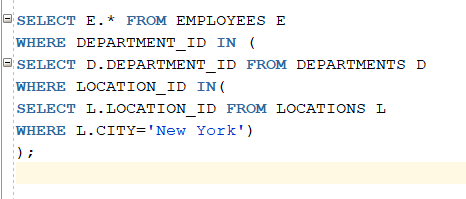 SELECT E.* FROM EMPLOYEES E
WHERE DEPARTMENT_ID IN (
SELECT D.DEPARTMENT_ID FROM DEPARTMENTS D
WHERE LOCATION_ID IN(
SELECT L.LOCATION_ID FROM LOCATIONS L
WHERE L.CITY='New York')
);